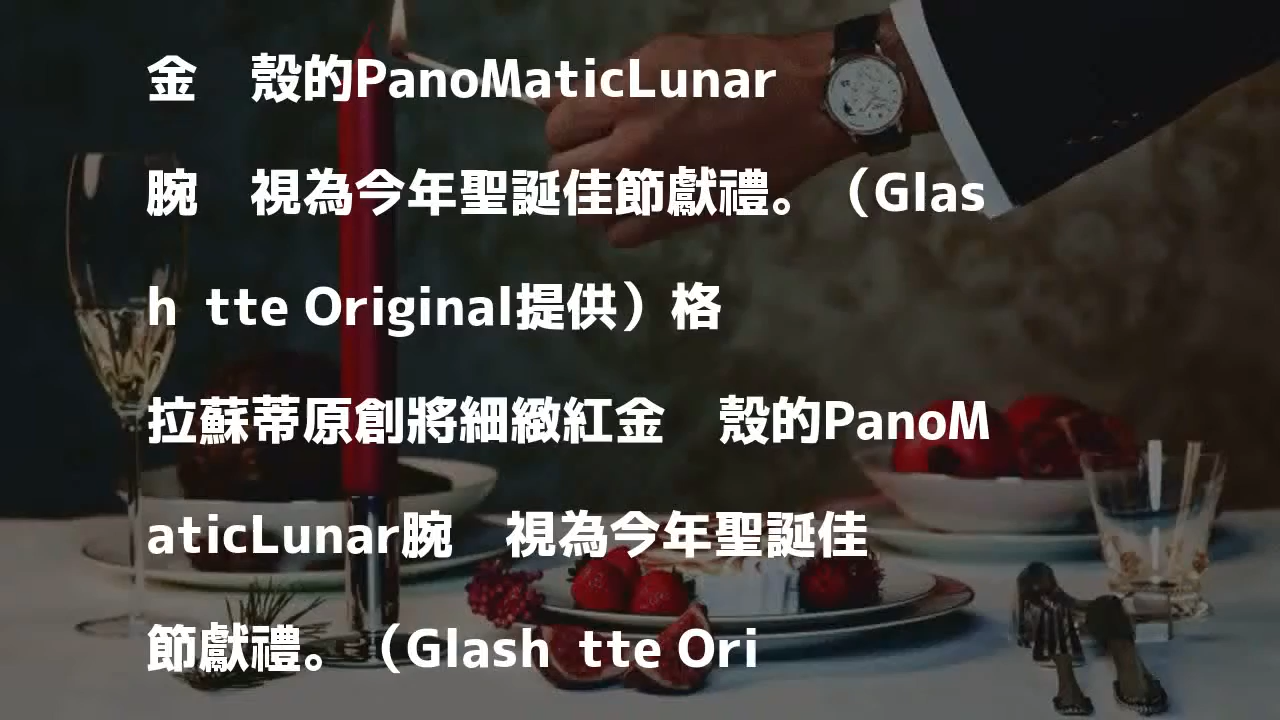 金　殼的PanoMaticLunar
腕　視為今年聖誕佳節獻禮。（Glas
h  tte Original提供）格
拉蘇蒂原創將細緻紅金　殼的PanoM
aticLunar腕　視為今年聖誕佳
節獻禮。（Glash  tte Ori